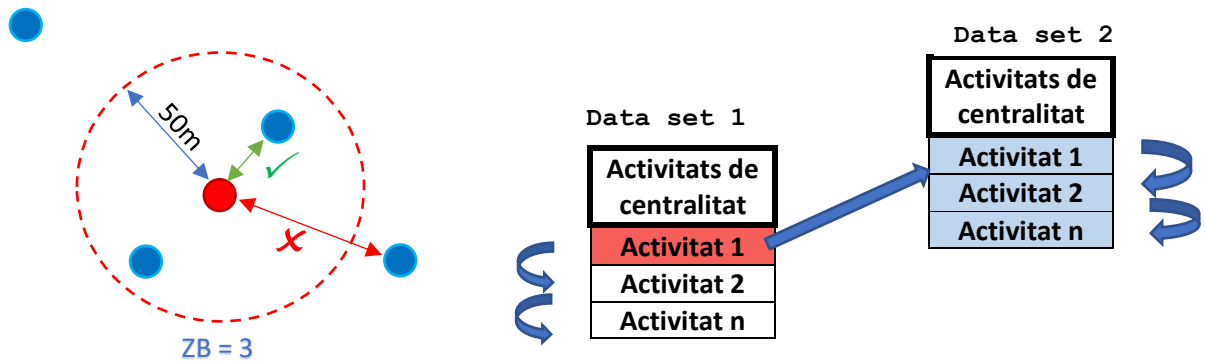 50m
ZB = 3
Data set 1
Activitats de
centralitat
Activitat 1
Activitat 2
Activitat n
Data set 2
Activitats de
centralitat
Activitat 1
Activitat 2
Activitat n